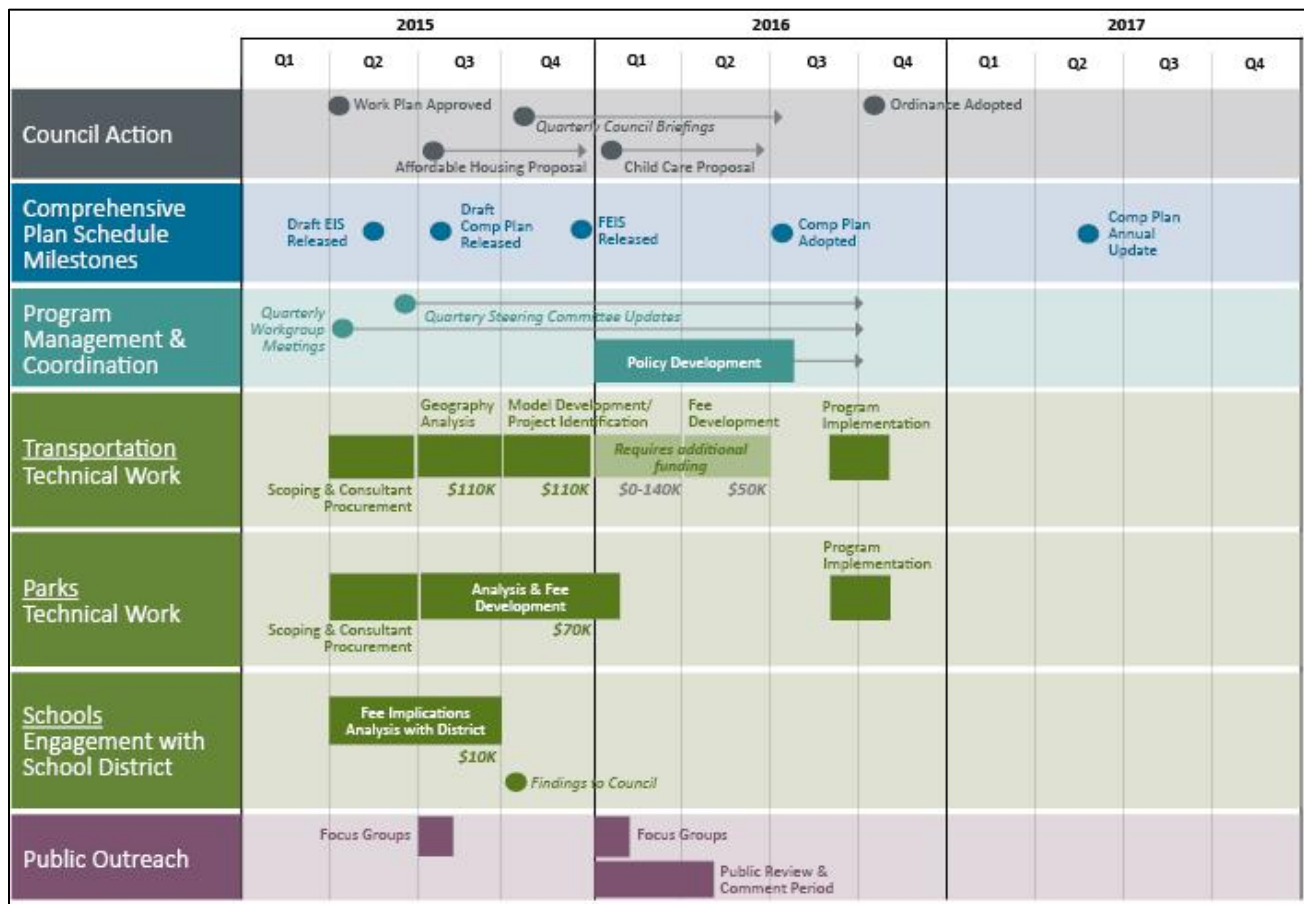 2015
2016
2017
Q1 Q2 Q3 Q4 Q1 Q2 Q3 Q4 Q1 Q2 Q3 Q4
Council Action
Work Plan Approved
Ordinance Adopted
Quarterly Council Briefings
Affordable Housing Proposal
Child Care Proposal
Comprehensive
Plan Schedule
Milestones
Draft EIS
Released
Draft
Comp Plan
Released
FEIS
Released
Comp Plan
Adopted
Comp Plan
Annual
Update
Program
Management &
Coordination
Quarterly
Workgroup
Meetings
Quartery Steering Committee Updates
Policy Development
Transportation
Technical Work
Geography
Analysis
Model Development/
Project Identification
Fee
Development
Program
Implementation
Requires additional
funding
Scoping & Consultant
Procurement
$110K
$110K
$0-140K
$50K
Parks
Technical Work
Program
Implementation
Analysis & Fee
Development
Scoping & Consultant
Procurement
$70K
Schools
Engagement with
School District
Fee Implications
Analysis with District
$10K
Findings to Council
Public Outreach
Focus Groups
Focus Groups
Public Review &
Comment Period